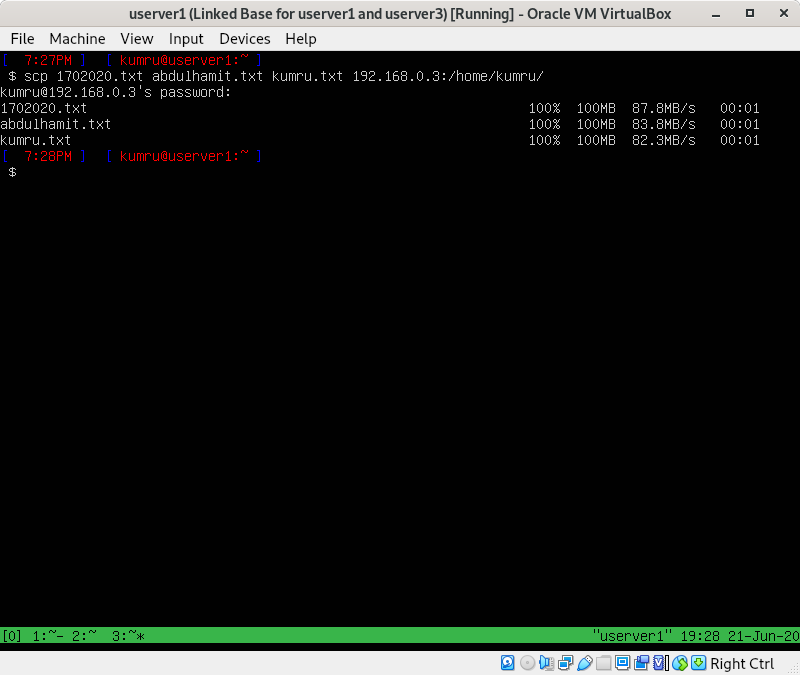 userver1 (Linked Base for userver1 and userver3) [Running] - Oracle VM VirtualBox
File Machine View Input Devices Help
[ 7:27PM ] [ kumru@userver1:~ ]
$ scp 1702020.txt abdulhamit.txt kumru.txt 192.168.0.3:/home/kumru/
kumru@192.168.0.3's password:
1702020.txt 100% 100MB 87.8MB/s 00:01
abdulhamit.txt 100% 100MB 83.8MB/s 00:01
kumru.txt 100% 100MB 82.3MB/s 00:01
[ 7:28PM ] [ kumru@userver1:~ ]
$
[0] 1:~- 2:~ 3:~* "userver1" 19:28 21-Jun-20
Right Ctrl